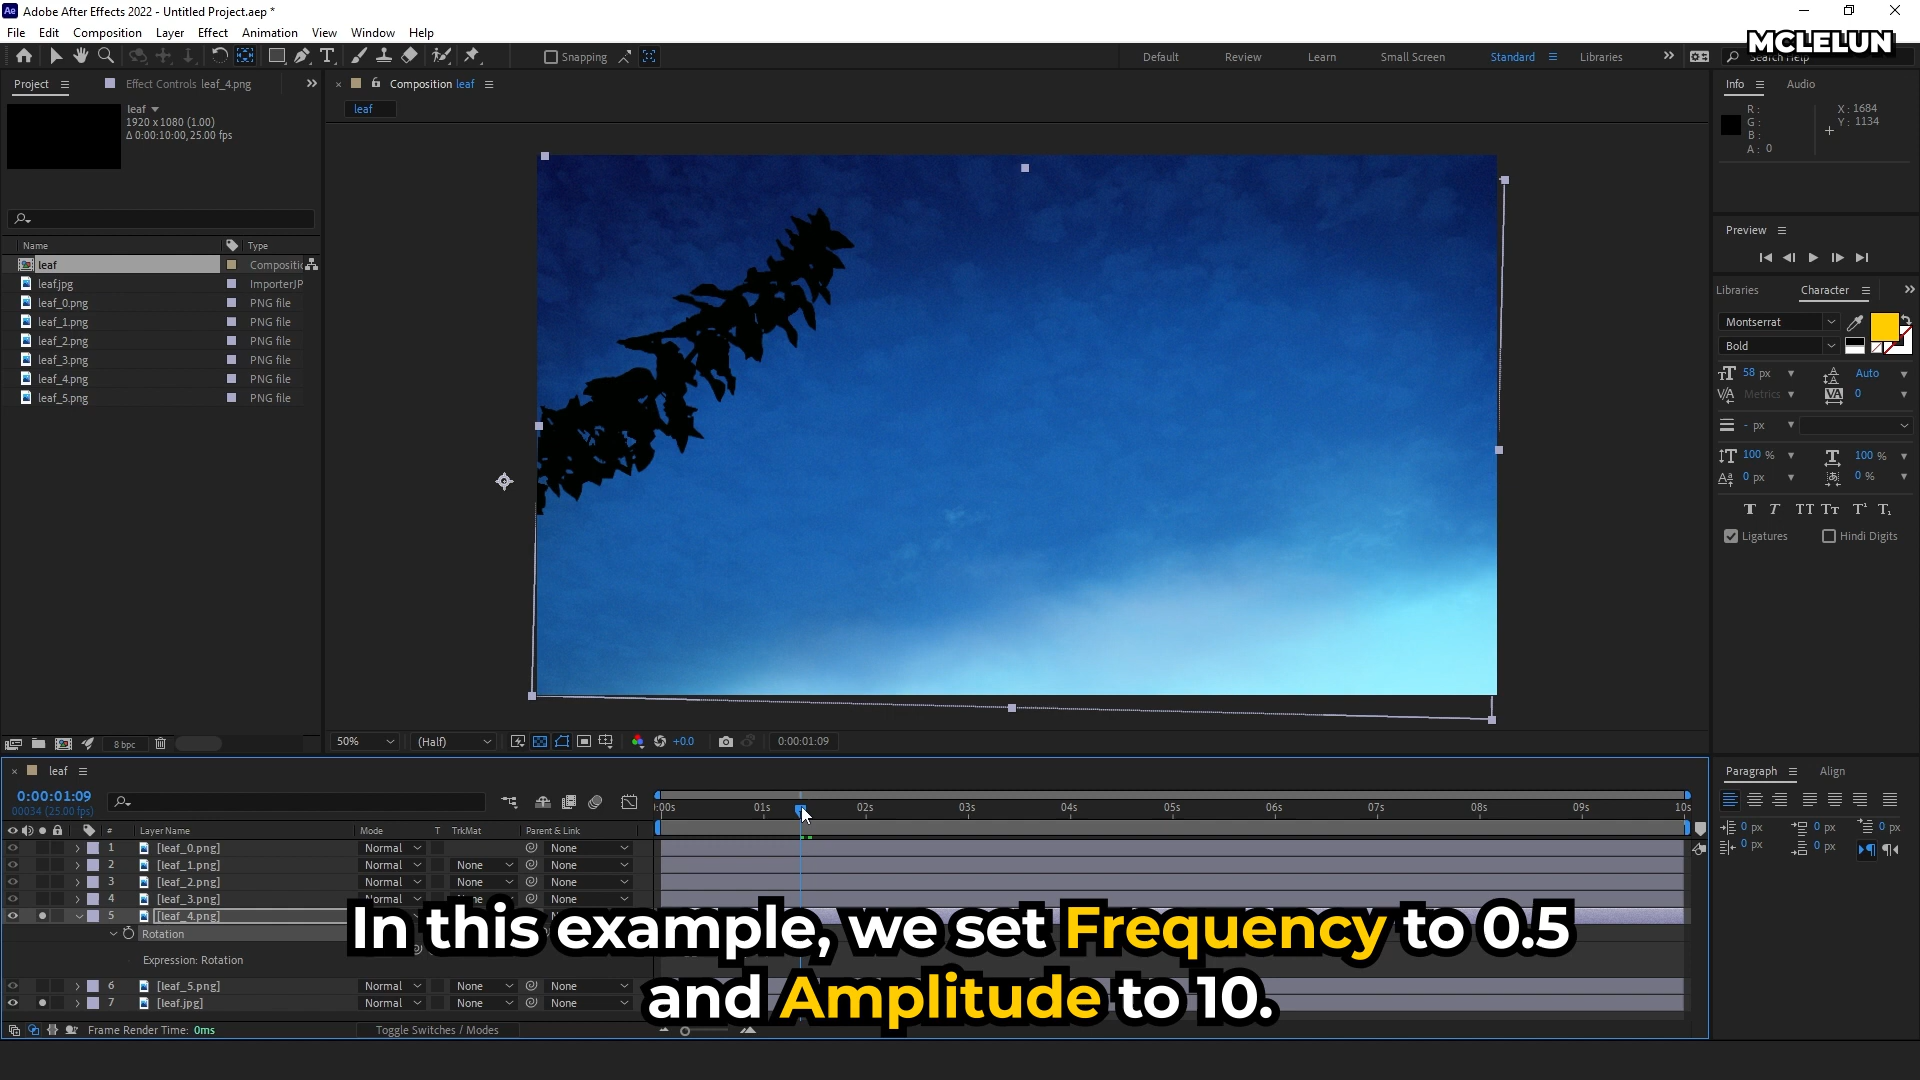 Ae Adobe After Effects 2022 - Untitled Project.aep *
File Edit Composition Layer Effect Animation View Window Help
Snapping
Default Review Learn Small Screen Standard Libraries
MCLELUN
Project Effect Controls leaf_4.png
Composition leaf
Info Audio
leaf
1920 x 1080 (1.00)
Δ 0:00:10:00, 25.00 fps
leaf
R :
G :
B :
A : 0
X : 1684
Y : 1134
Name Type
leaf
leaf.jpg ImporterJP
leaf_0.png PNG file
leaf_1.png PNG file
leaf_2.png PNG file
leaf_3.png PNG file
leaf_4.png PNG file
leaf_5.png PNG file
Preview
Libraries Character
Montserrat
Bold
58 px Auto
Metrics 0
- px
100 % 100 %
0 px 0 %
T T TT Tт T¹ T₁
Ligatures Hindi Digits
8 bpc
50% (Half) +0.0 0:00:01:09
leaf
0:00:01:09
00034 (25.00 fps)
:00s 01s 02s 03s 04s 05s 06s 07s 08s 09s 10s
# Layer Name Mode T TrkMat Parent & Link
1 [leaf_0.png] Normal None
2 [leaf_1.png] Normal None None
3 [leaf_2.png] Normal None None
4 [leaf_3.png] Normal None None
5 [leaf_4.png]
Rotation
Expression: Rotation
6 [leaf_5.png] Normal None None
7 [leaf.jpg] Normal None None
Frame Render Time: 0ms
Toggle Switches / Modes
In this example, we set Frequency to 0.5
and Amplitude to 10.
Paragraph Align
0 px 0 px 0 px
0 px 0 px